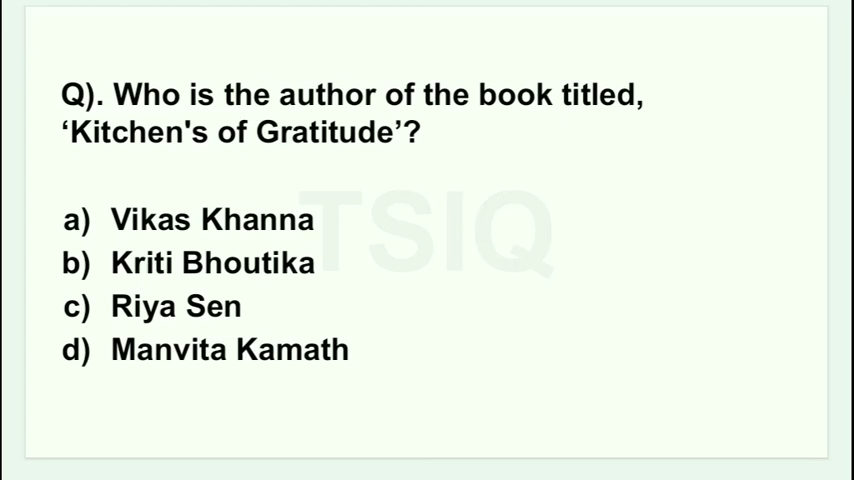 Q). Who is the author of the book titled,
‘Kitchen's of Gratitude’?
TSIQ
a) Vikas Khanna
b) Kriti Bhoutika
c) Riya Sen
d) Manvita Kamath